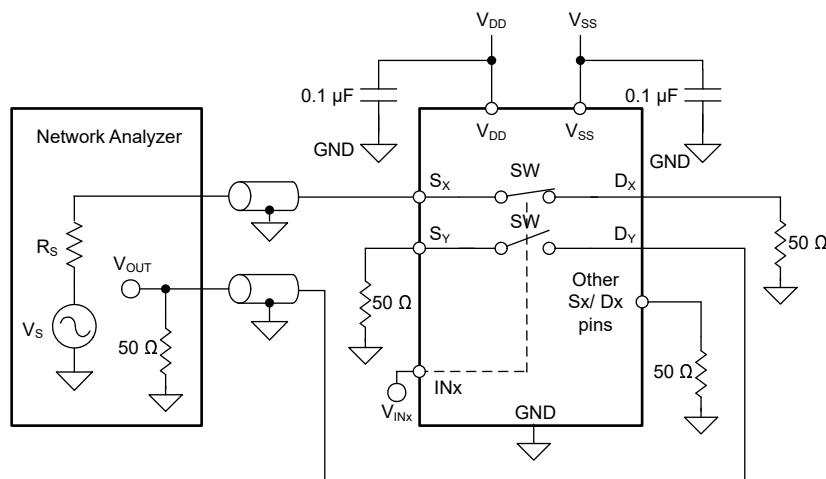 VDD
VSS
0.1 µF
0.1 µF
Network Analyzer
VDD
VSS
GND
GND
SX
SW
DX
RS
SY
SW
DY
VOUT
50 Ω
Other
Sx/ Dx
pins
50 Ω
VS
50 Ω
50 Ω
INx
VINx
GND